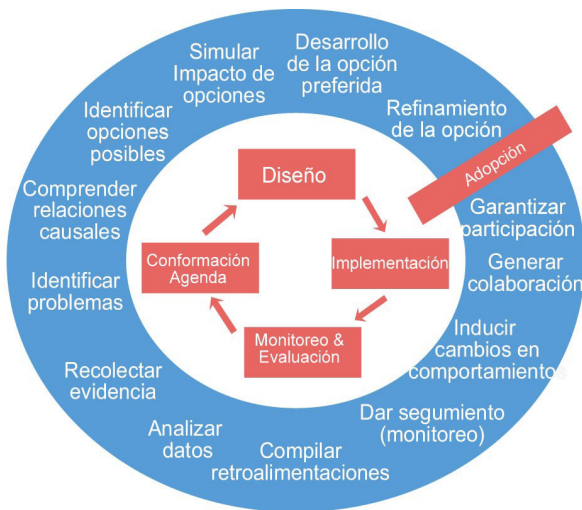 Simular
Impacto de
opciones
Desarrollo
de la opción
preferida
Refinamiento
de la opción
Adopción
Garantizar
participación
Generar
colaboración
Inducir
cambios en
comportamientos
Dar segumiento
(monitoreo)
Compilar
retroalimentaciones
Analizar
datos
Recolectar
evidencia
Identificar
problemas
Comprender
relaciones
causales
Identificar
opciones
posibles
Diseño
Implementación
Monitoreo &
Evaluación
Conformación
Agenda